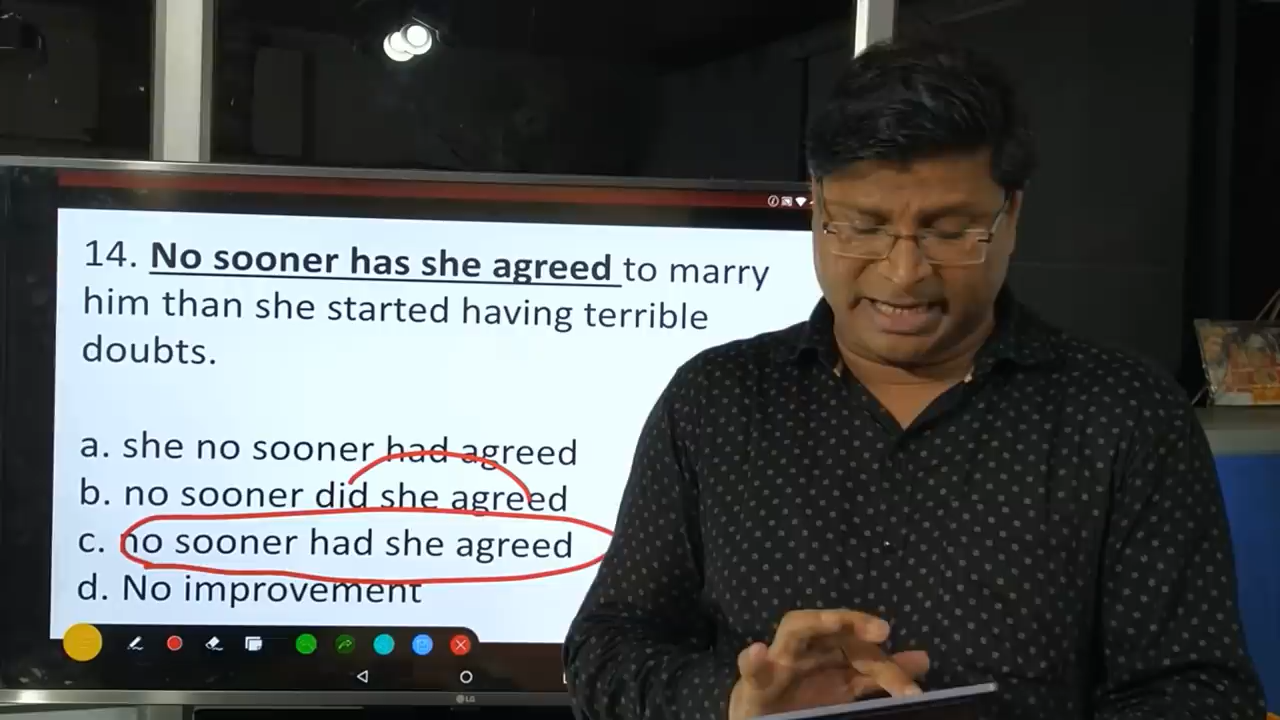 14. No sooner has she agreed to marry
him than she started having terrible
doubts.
a. she no sooner had agreed
b. no sooner did she agreed
c. no sooner had she agreed
d. No improvement
LG